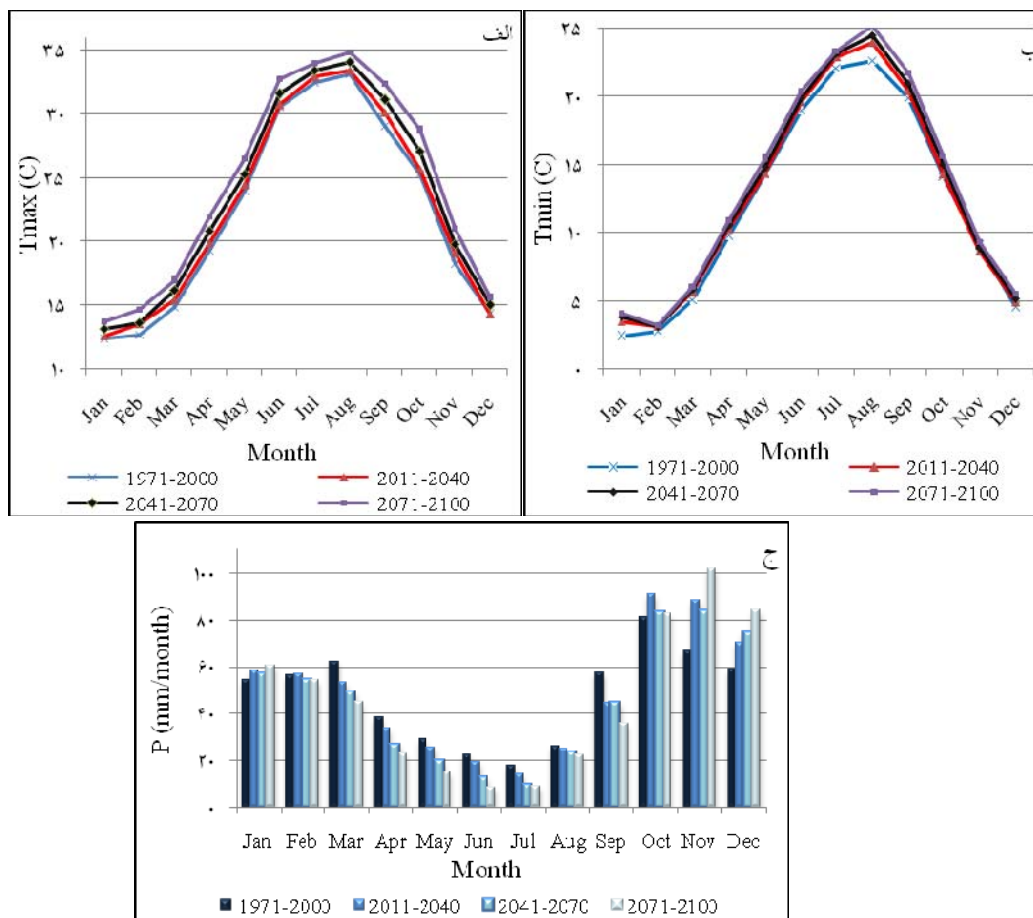 الف
Tmax (C)
۳۵
۳۰
۲۵
۲۰
۱۵
۱۰
Jan Feb Mar Apr May Jun Jul Aug Sep Oct Nov Dec
Month
1971-2000 2011-2040
2041-2070 2071-2100
ب
Tmin (C)
۲۵
۲۰
۱۵
۱۰
۵
۰
Jan Feb Mar Apr May Jun Jul Aug Sep Oct Nov Dec
Month
1971-2000 2011-2040
2041-2070 2071-2100
ج
P (mm/month)
۱۰۰
۸۰
۶۰
۴۰
۲۰
۰
Jan Feb Mar Apr May Jun Jul Aug Sep Oct Nov Dec
Month
1971-2000 2011-2040 2041-2070 2071-2100